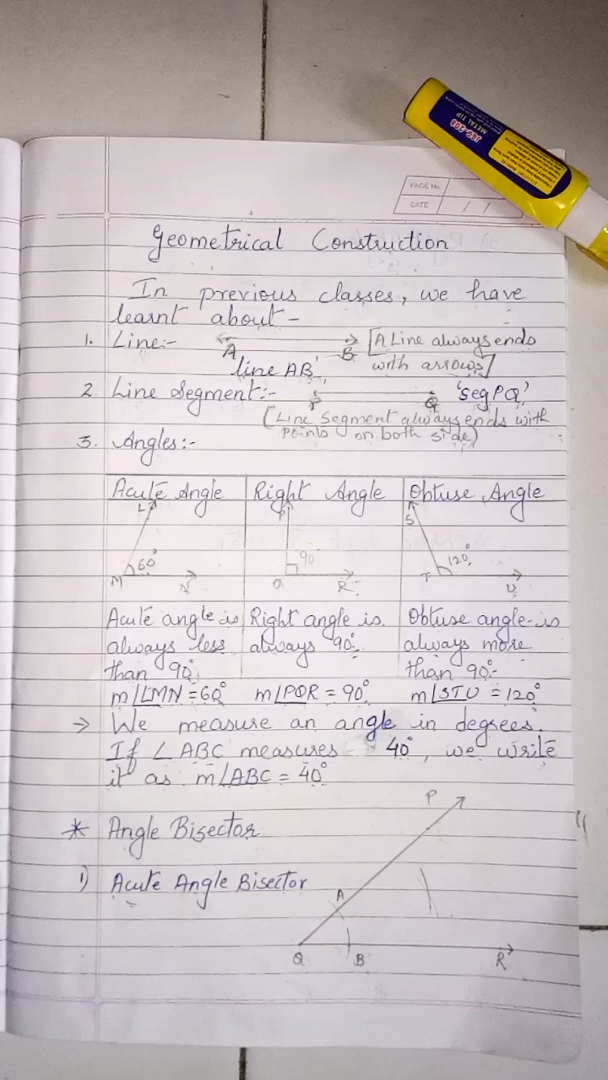 JSD-508
METAL TIP
PAGE No.
DATE / /
Geometrical Construction
In previous classes, we have
learnt about -
1. Line:- A B [A Line always ends
'line AB' with arrows]
2. Line Segment:- P Q 'seg PQ'
[Line Segment always ends with
points on both side)
3. Angles:-
Acute Angle Right Angle Obtuse Angle
L P S
M 60° N Q 90° R T 120° U
Acute angle is Right angle is Obtuse angle is
always less always 90° always more
than 90° than 90°
m∠LMN = 60° m∠PQR = 90° m∠STU = 120°
→ We measure an angle in degrees.
If ∠ABC measures 40°, we write
it as m∠ABC = 40°
P
* Angle Bisector
1) Acute Angle Bisector
A
Q B R